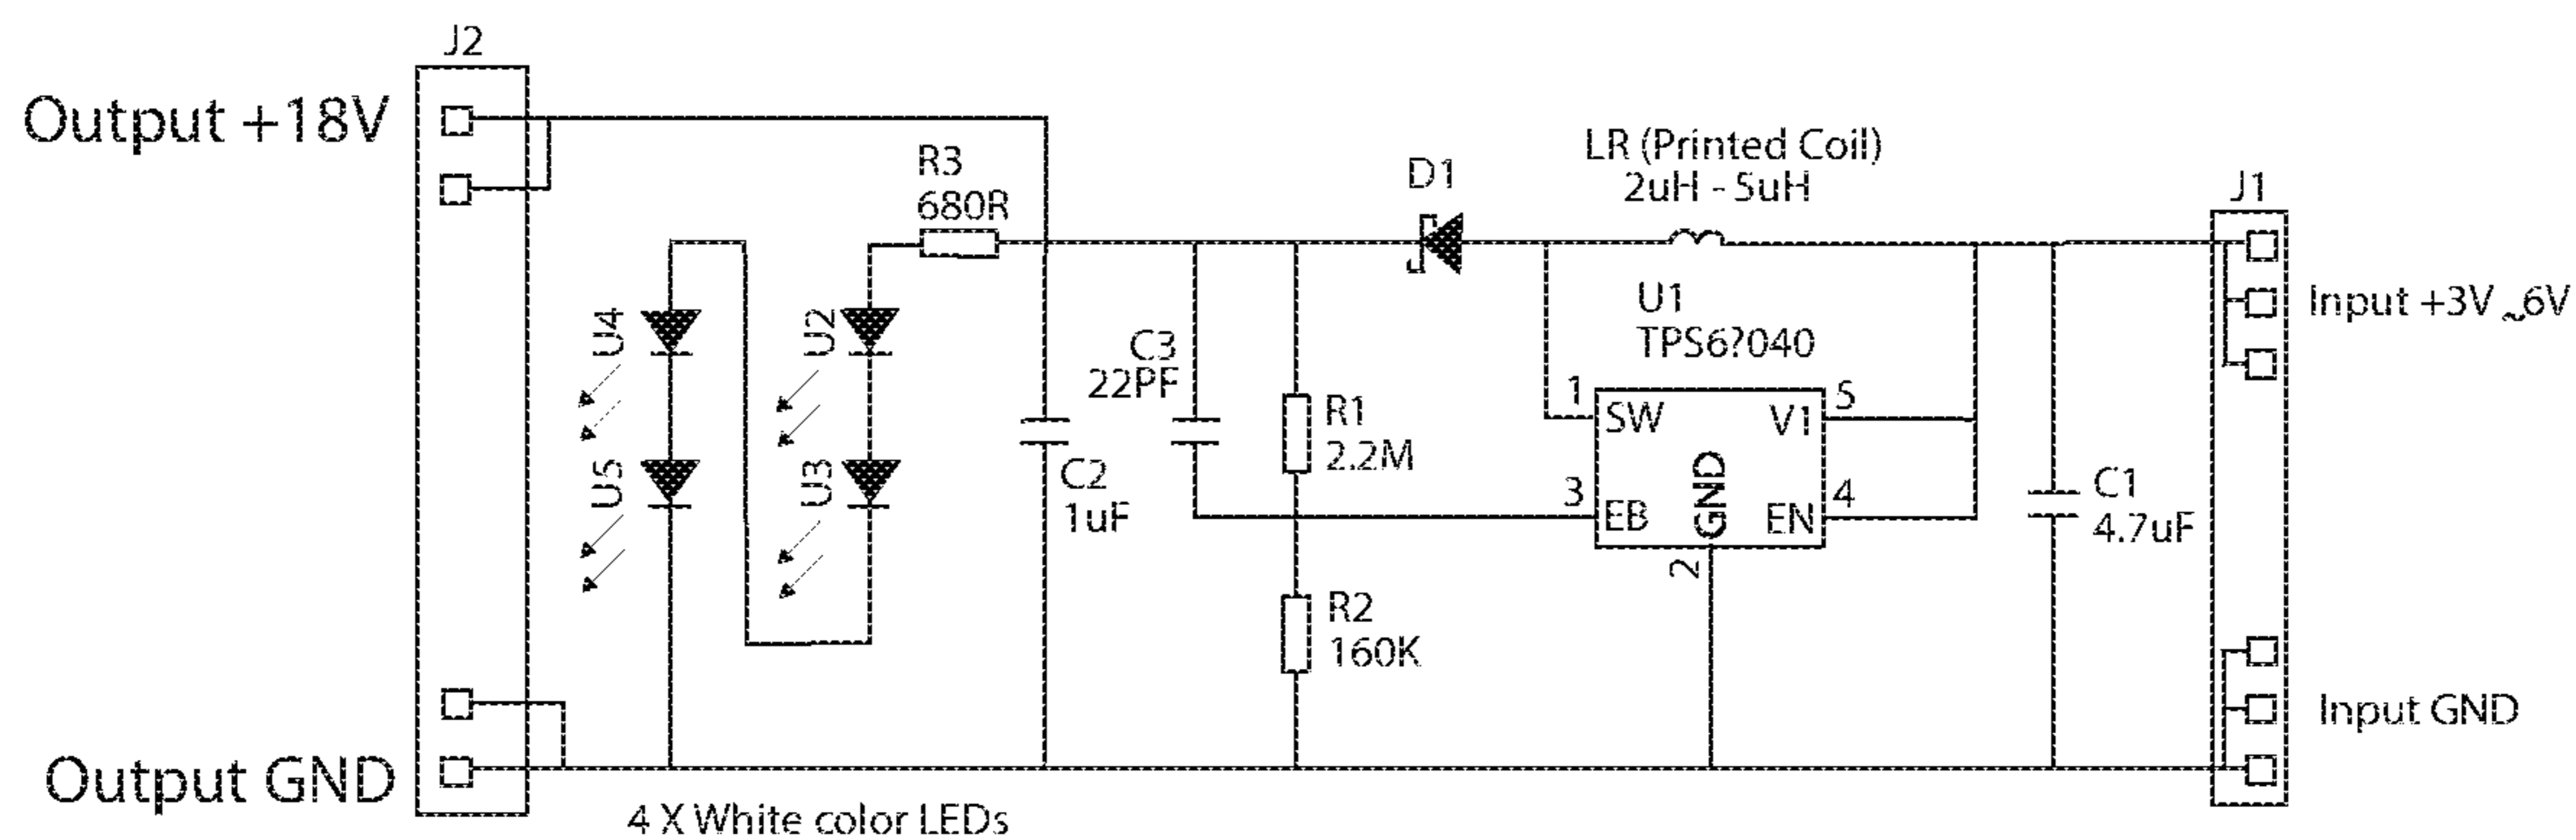 J2
Output +18V
R3
680R
D1
LR (Printed Coil)
2uH - 5uH
J1
Input +3V ~6V
U4
U2
U1
TPS6?040
C3
22PF
R1
2.2M
1
SW
V1
5
U5
U3
C2
1uF
3
EB
GND
EN
4
2
C1
4.7uF
R2
160K
Input GND
Output GND
4 X White color LEDs